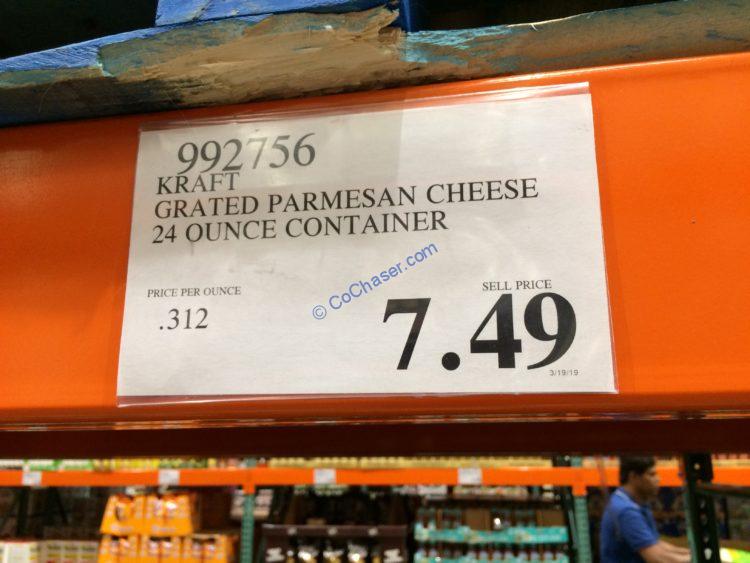 992756
KRAFT
GRATED PARMESAN CHEESE
24 OUNCE CONTAINER
© CoChaser.com
PRICE PER OUNCE
.312
SELL PRICE
7.49
3/19/19